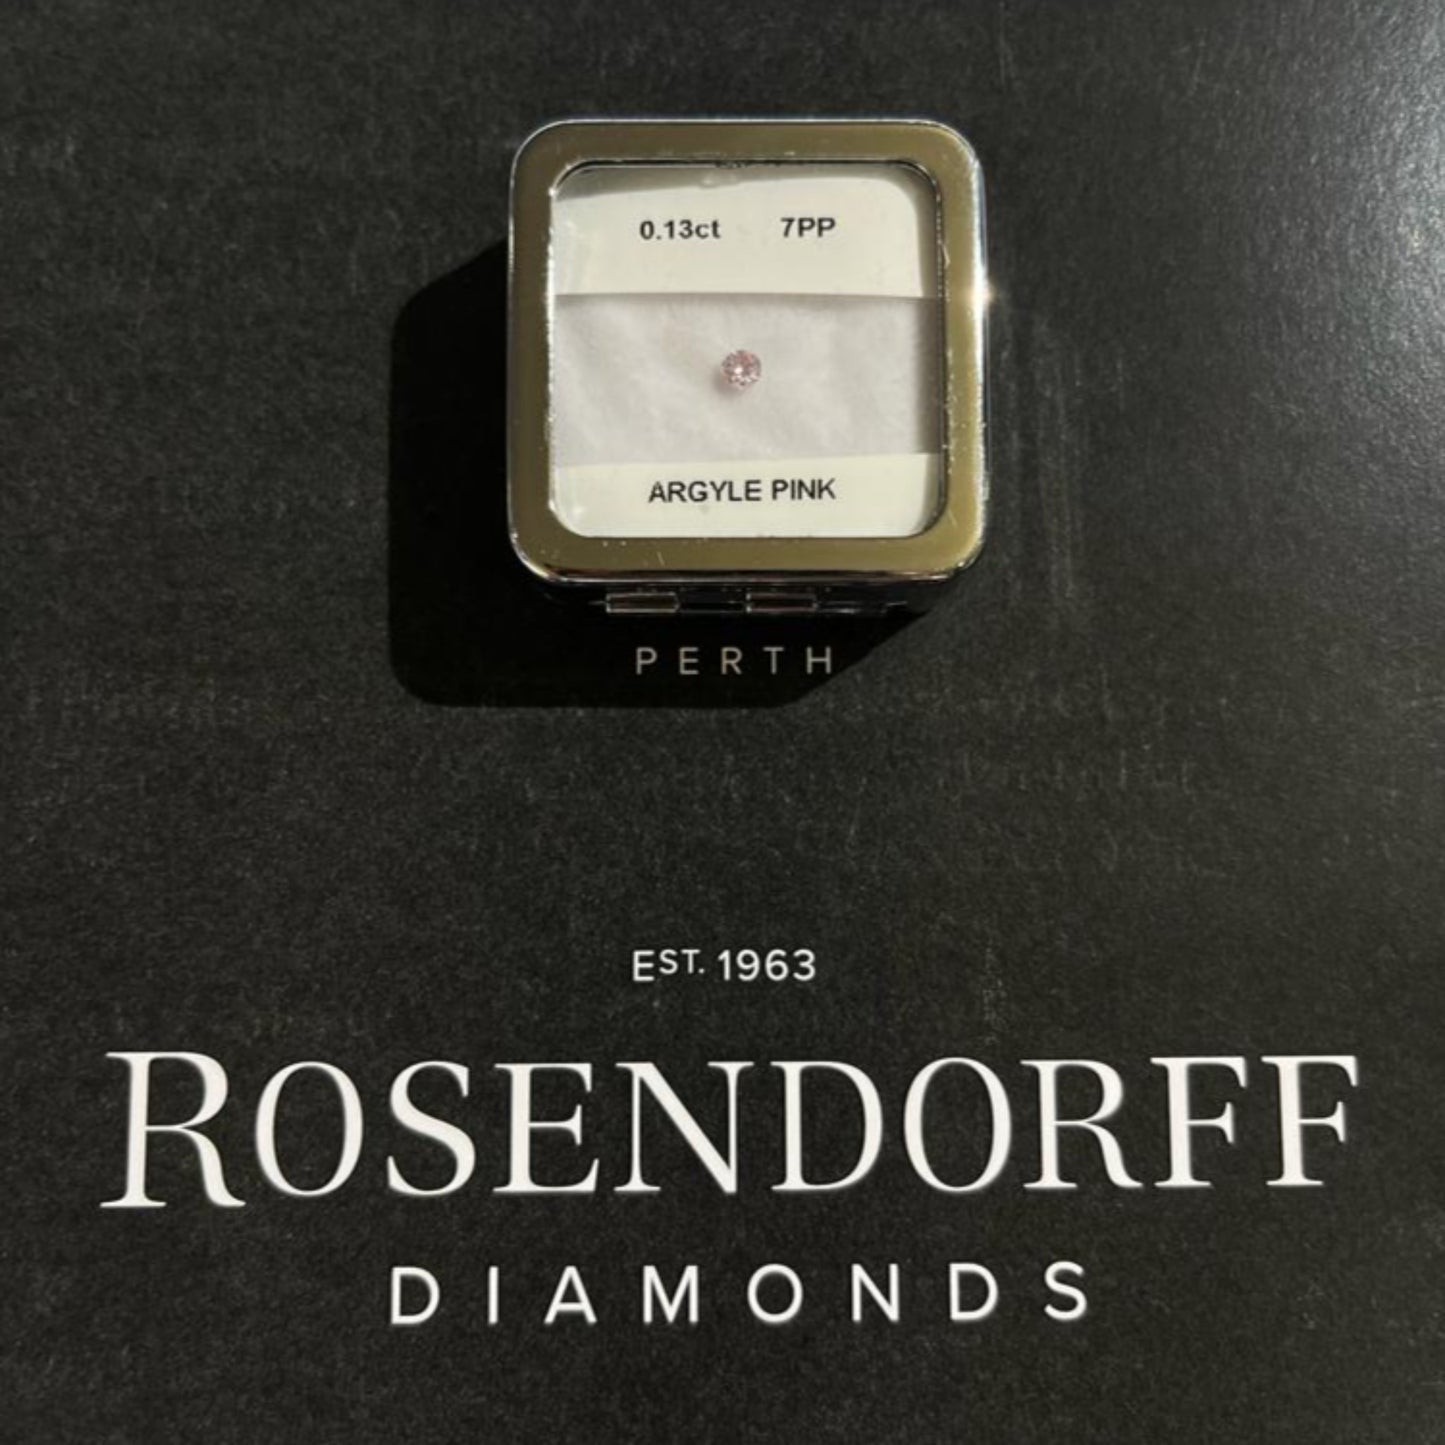 0.13ct 7PP
ARGYLE PINK
PERTH
EST. 1963
ROSENDORFF
DIAMONDS